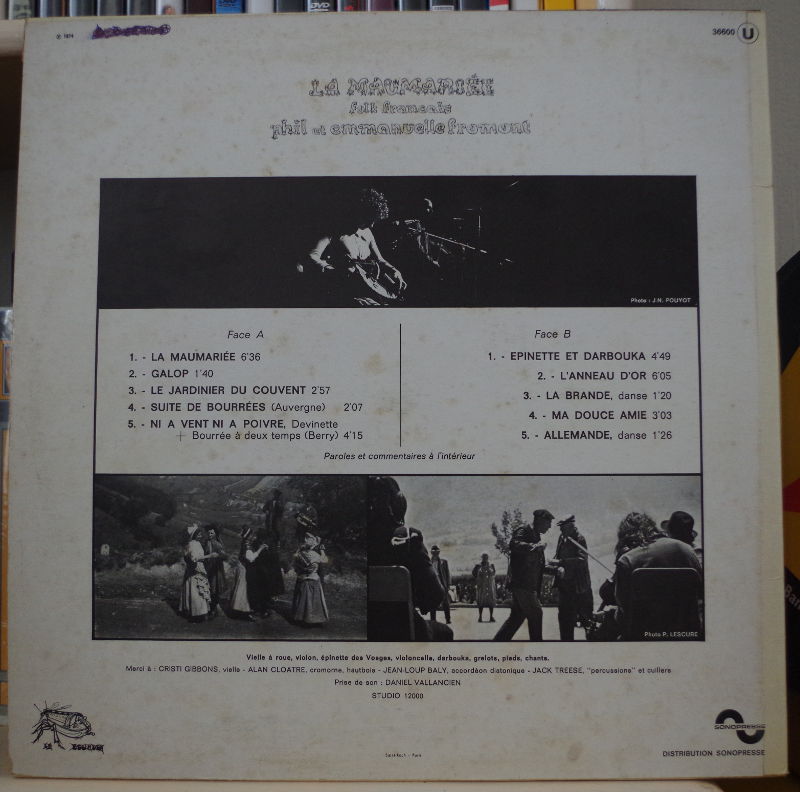 ℗ 1974
36600 U
LA MAUMARIÉE
folk français
phil et emmanuelle fromont
Photo : J.N. POUYOT
Face A
1. - LA MAUMARIÉE 6'36
2. - GALOP 1'40
3. - LE JARDINIER DU COUVENT 2'57
4. - SUITE DE BOURRÉES (Auvergne) 2'07
5. - NI A VENT NI A POIVRE, Devinette
+ Bourrée à deux temps (Berry) 4'15
Face B
1. - EPINETTE ET DARBOUKA 4'49
2. - L'ANNEAU D'OR 6'05
3. - LA BRANDE, danse 1'20
4. - MA DOUCE AMIE 3'03
5. - ALLEMANDE, danse 1'26
Paroles et commentaires à l'intérieur
Photo P. LESCURE
Vielle à roue, violon, épinette des Vosges, violoncelle, darbouka, grelots, pieds, chants.
Merci à : CRISTI GIBBONS, vielle - ALAN CLOATRE, cromorne, hautbois - JEAN-LOUP BALY, accordéon diatonique - JACK TREESE, "percussions" et cuillers.
Prise de son : DANIEL VALLANCIEN
STUDIO 12000
SONOPRESSE
DISTRIBUTION SONOPRESSE